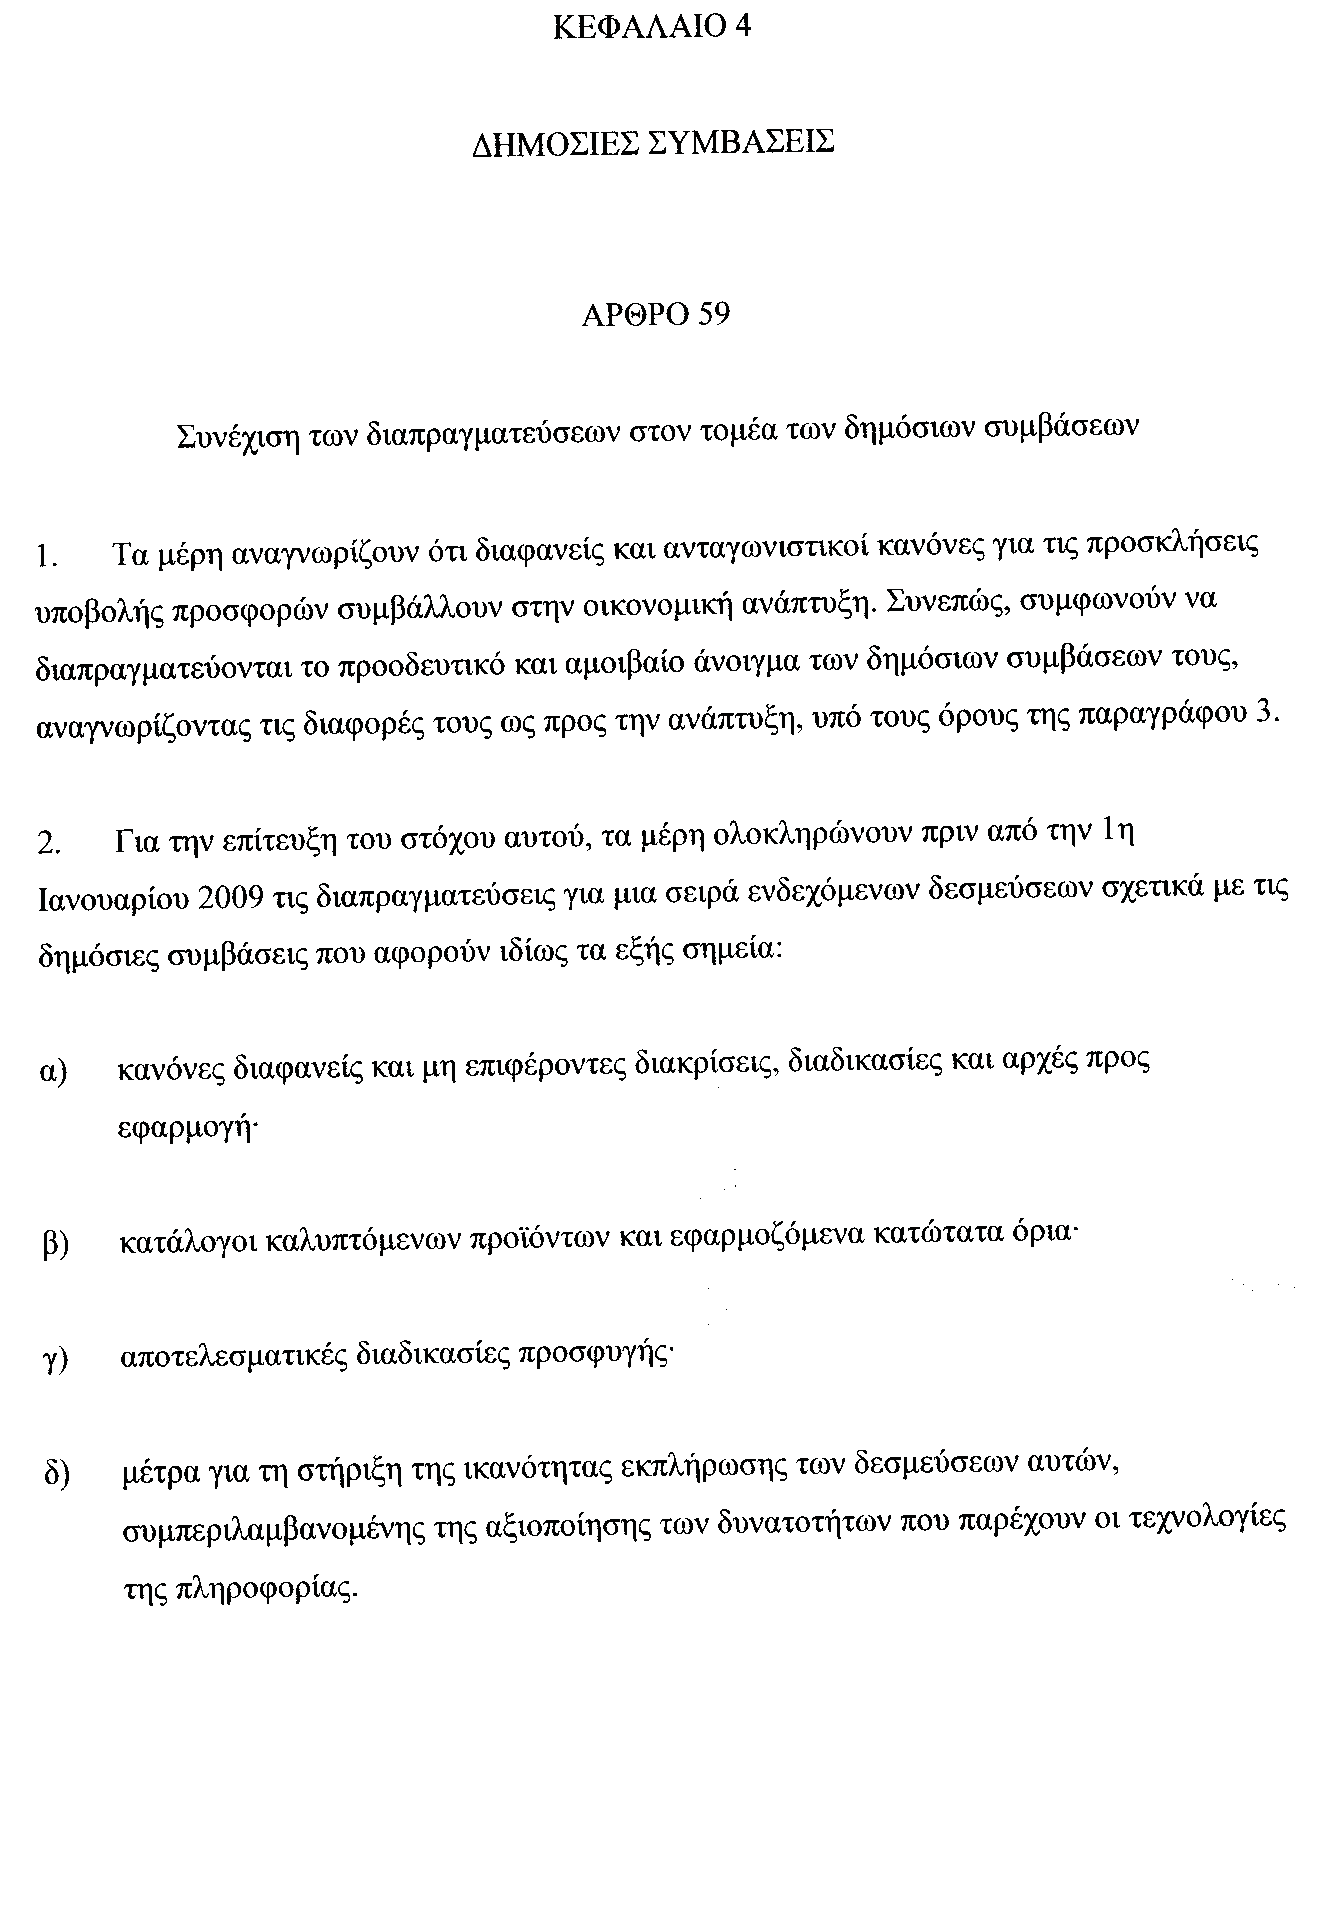 ΚΕΦΑΛΑΙΟ 4
ΔΗΜΟΣΙΕΣ ΣΥΜΒΑΣΕΙΣ
ΑΡΘΡΟ 59
Συνέχιση των διαπραγματεύσεων στον τομέα των δημόσιων συμβάσεων
1. Τα μέρη αναγνωρίζουν ότι διαφανείς και ανταγωνιστικοί κανόνες για τις προσκλήσεις
υποβολής προσφορών συμβάλλουν στην οικονομική ανάπτυξη. Συνεπώς, συμφωνούν να
διαπραγματεύονται το προοδευτικό και αμοιβαίο άνοιγμα των δημόσιων συμβάσεων τους,
αναγνωρίζοντας τις διαφορές τους ως προς την ανάπτυξη, υπό τους όρους της παραγράφου 3.
2. Για την επίτευξη του στόχου αυτού, τα μέρη ολοκληρώνουν πριν από την 1η
Ιανουαρίου 2009 τις διαπραγματεύσεις για μια σειρά ενδεχόμενων δεσμεύσεων σχετικά με τις
δημόσιες συμβάσεις που αφορούν ιδίως τα εξής σημεία:
α) κανόνες διαφανείς και μη επιφέροντες διακρίσεις, διαδικασίες και αρχές προς
εφαρμογή·
β) κατάλογοι καλυπτόμενων προϊόντων και εφαρμοζόμενα κατώτατα όρια·
γ) αποτελεσματικές διαδικασίες προσφυγής·
δ) μέτρα για τη στήριξη της ικανότητας εκπλήρωσης των δεσμεύσεων αυτών,
συμπεριλαμβανομένης της αξιοποίησης των δυνατοτήτων που παρέχουν οι τεχνολογίες
της πληροφορίας.